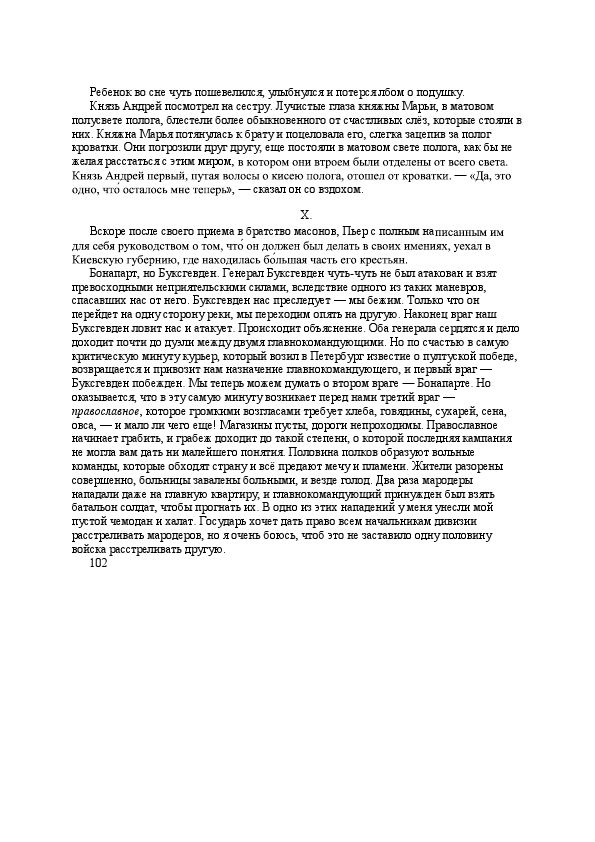 Ребенок во сне чуть пошевелился, улыбнулся и потерся лбом о подушку.
Князь Андрей посмотрел на сестру. Лучистые глаза княжны Марьи, в матовом
полусвете полога, блестели более обыкновенного от счастливых слёз, которые стояли в
них. Княжна Марья потянулась к брату и поцеловала его, слегка зацепив за полог
кроватки. Они погрозили друг другу, еще постояли в матовом свете полога, как бы не
желая расстаться с этим миром, в котором они втроем были отделены от всего света.
Князь Андрей первый, путая волосы о кисею полога, отошел от кроватки. — «Да, это
одно, что́ осталось мне теперь», — сказал он со вздохом.
X.
Вскоре после своего приема в братство масонов, Пьер с полным написанным им
для себя руководством о том, что́ он должен был делать в своих имениях, уехал в
Киевскую губернию, где находилась бо́льшая часть его крестьян.
Бонапарт, но Буксгевден. Генерал Буксгевден чуть-чуть не был атакован и взят
превосходными неприятельскими силами, вследствие одного из таких маневров,
спасавших нас от него. Буксгевден нас преследует — мы бежим. Только что он
перейдет на одну сторону реки, мы переходим опять на другую. Наконец враг наш
Буксгевден ловит нас и атакует. Происходит объяснение. Оба генерала сердятся и дело
доходит почти до дуэли между двумя главнокомандующими. Но по счастью в самую
критическую минуту курьер, который возил в Петербург известие о пултуской победе,
возвращается и привозит нам назначение главнокомандующего, и первый враг —
Буксгевден побежден. Мы теперь можем думать о втором враге — Бонапарте. Но
оказывается, что в эту самую минуту возникает перед нами третий враг —
православное, которое громкими возгласами требует хлеба, говядины, сухарей, сена,
овса, — и мало ли чего еще! Магазины пусты, дороги непроходимы. Православное
начинает грабить, и грабеж доходит до такой степени, о которой последняя кампания
не могла вам дать ни малейшего понятия. Половина полков образуют вольные
команды, которые обходят страну и всё предают мечу и пламени. Жители разорены
совершенно, больницы завалены больными, и везде голод. Два раза мародеры
нападали даже на главную квартиру, и главнокомандующий принужден был взять
батальон солдат, чтобы прогнать их. В одно из этих нападений у меня унесли мой
пустой чемодан и халат. Государь хочет дать право всем начальникам дивизии
расстреливать мародеров, но я очень боюсь, чтоб это не заставило одну половину
войска расстреливать другую.
102